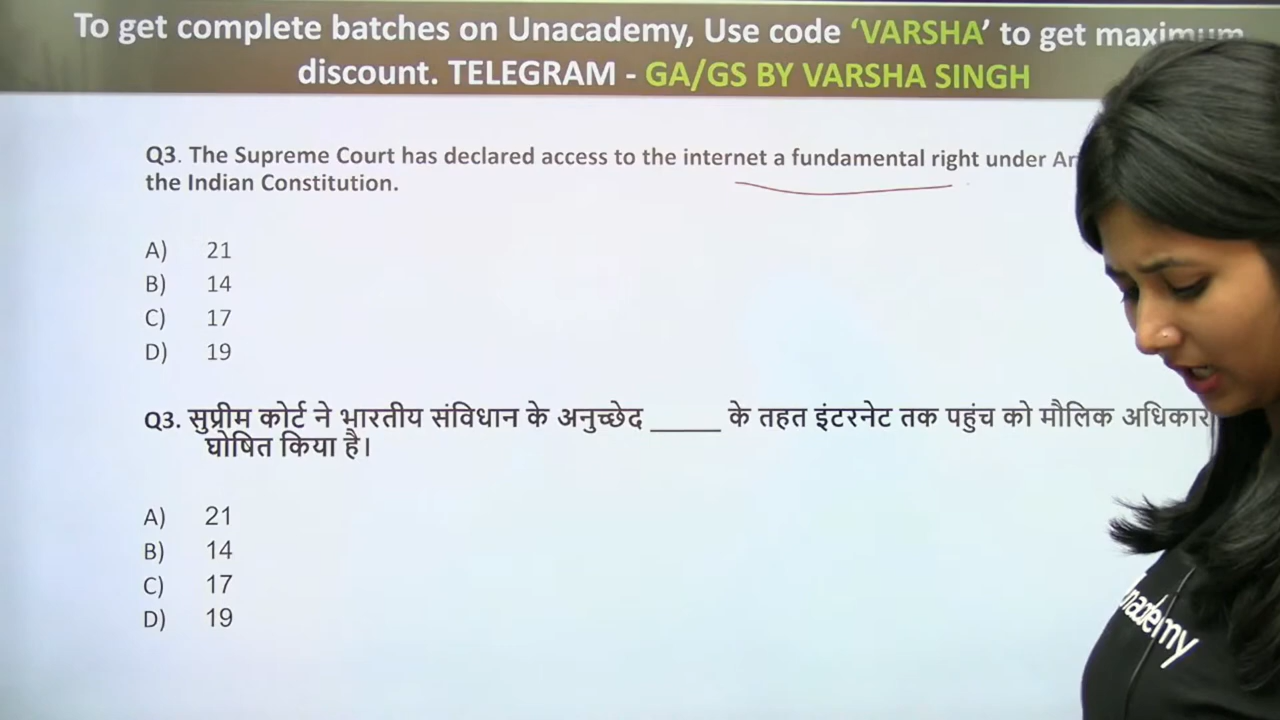 To get complete batches on Unacademy, Use code ‘VARSHA’ to get maximum
discount. TELEGRAM - GA/GS BY VARSHA SINGH
Q3. The Supreme Court has declared access to the internet a fundamental right under
the Indian Constitution.
A) 21
B) 14
C) 17
D) 19
Q3. सुप्रीम कोर्ट ने भारतीय संविधान के अनुच्छेद _____ के तहत इंटरनेट तक पहुंच को मौलिक अधिकार
घोषित किया है।
A) 21
B) 14
C) 17
D) 19
Unacademy